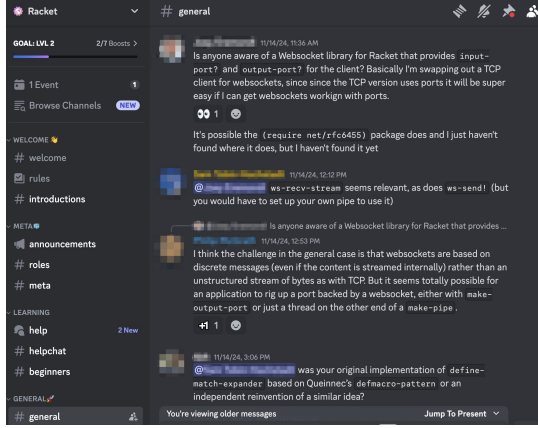 Racket
GOAL: LVL 2
2/7 Boosts >
1 Event
1
Browse Channels
NEW
WELCOME 👋
# welcome
rules
# introductions
META
announcements
# roles
# meta
LEARNING
help
2 New
# helpchat
# beginners
GENERAL
# general
# general
11/14/24, 11:36 AM
Is anyone aware of a Websocket library for Racket that provides input-
port? and output-port? for the client? Basically I'm swapping out a TCP
client for websockets, since since the TCP version uses ports it will be super
easy if I can get websockets workign with ports.
👀 1
It's possible the (require net/rfc6455) package does and I just haven't
found where it does, but I haven't found it yet
11/14/24, 12:12 PM
@ ws-recv-stream seems relevant, as does ws-send! (but
you would have to set up your own pipe to use it)
Is anyone aware of a Websocket library for Racket that provides ...
11/14/24, 12:53 PM
I think the challenge in the general case is that websockets are based on
discrete messages (even if the content is streamed internally) rather than an
unstructured stream of bytes as with TCP. But it seems totally possible for
an application to rig up a port backed by a websocket, either with make-
output-port or just a thread on the other end of a make-pipe.
+1 1
11/14/24, 3:06 PM
@ was your original implementation of define-
match-expander based on Queinnec's defmacro-pattern or an
independent reinvention of a similar idea?
You're viewing older messages
Jump To Present